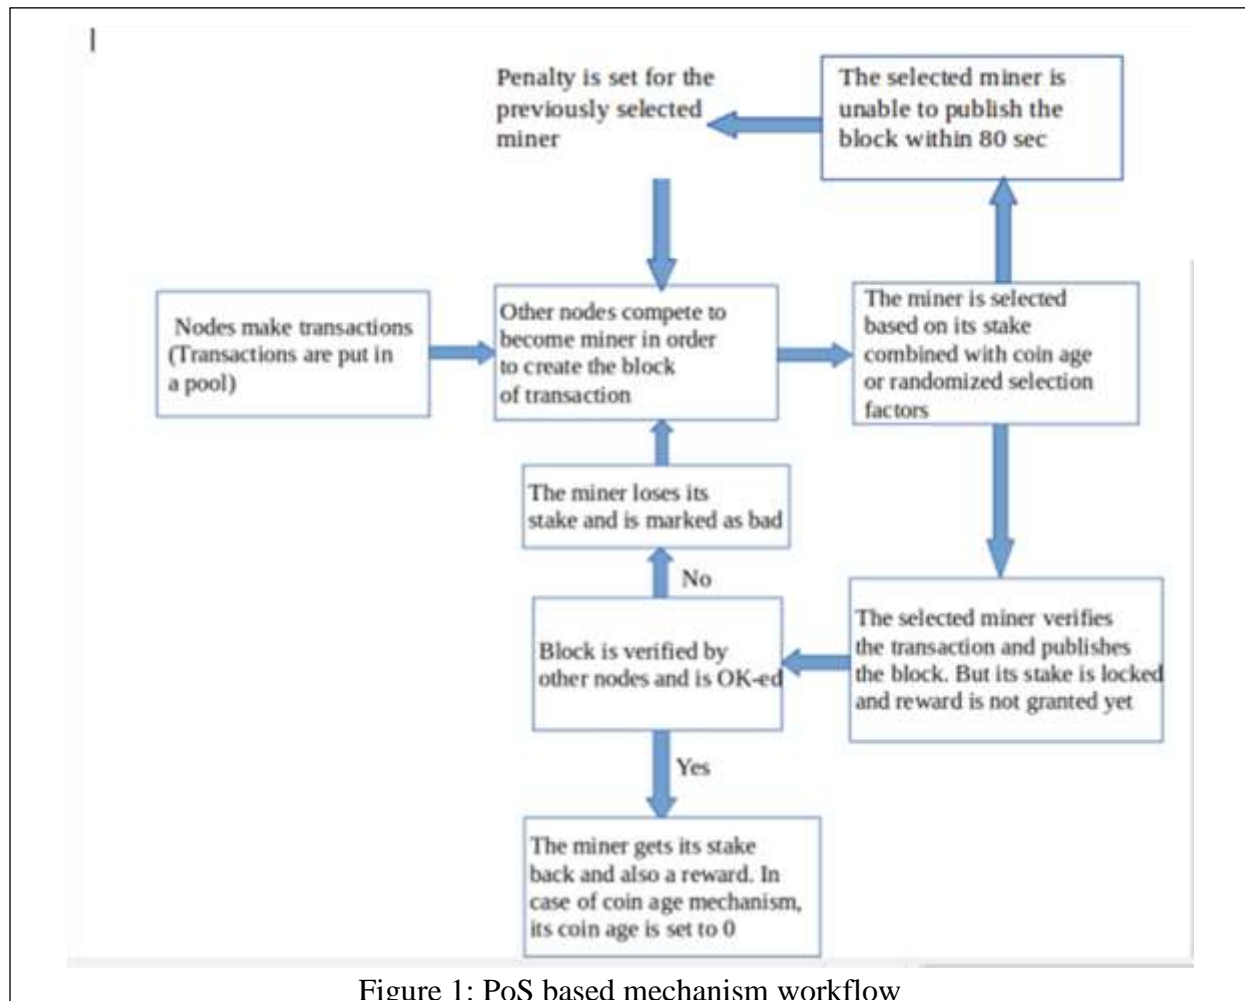 Penalty is set for the
previously selected
miner
The selected miner is
unable to publish the
block within 80 sec
Nodes make transactions
(Transactions are put in
a pool)
Other nodes compete to
become miner in order
to create the block
of transaction
The miner is selected
based on its stake
combined with coin age
or randomized selection
factors
The miner loses its
stake and is marked as bad
No
Block is verified by
other nodes and is OK-ed
The selected miner verifies
the transaction and publishes
the block. But its stake is locked
and reward is not granted yet
Yes
The miner gets its stake
back and also a reward. In
case of coin age mechanism,
its coin age is set to 0
Figure 1: PoS based mechanism workflow